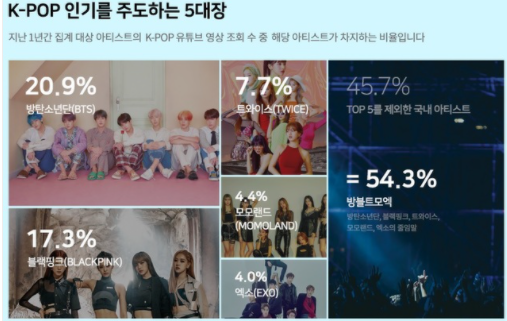 K-POP 인기를 주도하는 5대장
지난 1년간 집계 대상 아티스트의 K-POP 유튜브 영상 조회 수 중 해당 아티스트가 차지하는 비율입니다
20.9%
방탄소년단(BTS)
17.3%
블랙핑크(BLACKPINK)
7.7%
트와이스(TWICE)
4.4%
모모랜드
(MOMOLAND)
4.0%
엑소(EXO)
45.7%
TOP 5를 제외한 국내 아티스트
= 54.3%
방블트모엑
방탄소년단, 블랙핑크, 트와이스,
모모랜드, 엑소의 줄임말